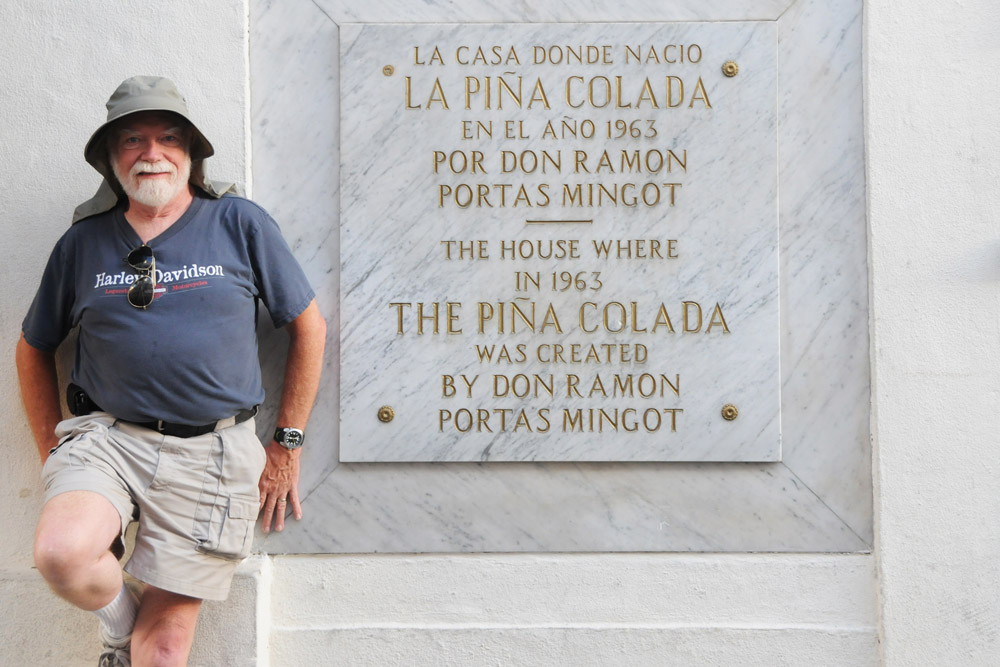 LA CASA DONDE NACIO
LA PIÑA COLADA
EN EL AÑO 1963
POR DON RAMON
PORTAS MINGOT
THE HOUSE WHERE
IN 1963
THE PIÑA COLADA
WAS CREATED
BY DON RAMON
PORTAS MINGOT
Harley Davidson